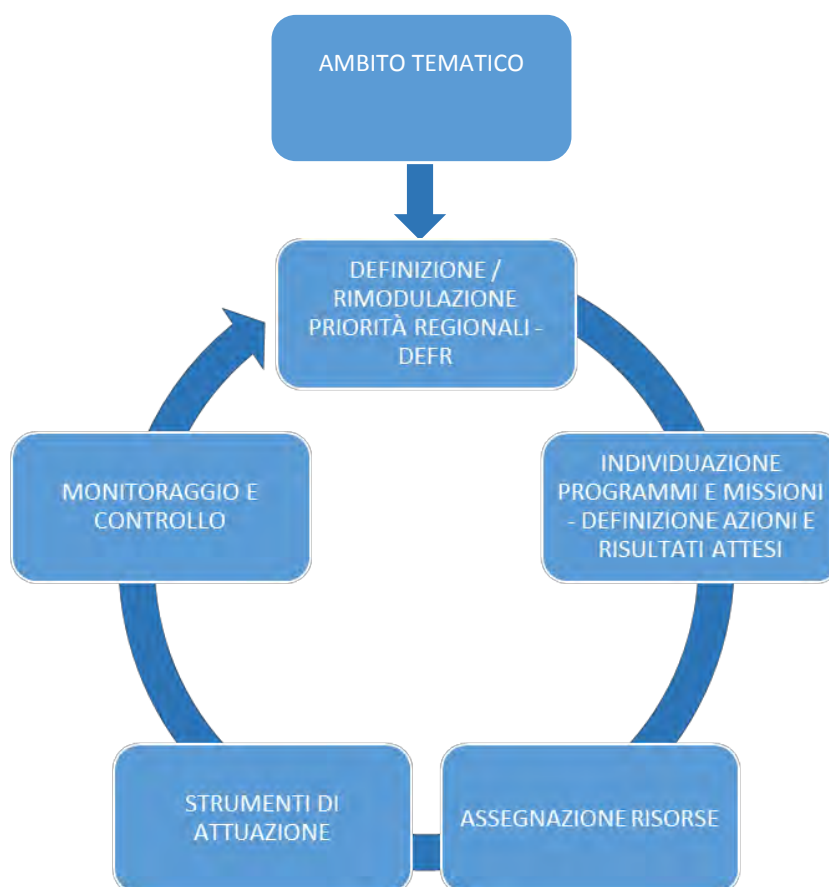 AMBITO TEMATICO
DEFINIZIONE /
RIMODULAZIONE
PRIORITÀ REGIONALI -
DEFR
INDIVIDUAZIONE
PROGRAMMI E MISSIONI
- DEFINIZIONE AZIONI E
RISULTATI ATTESI
ASSEGNAZIONE RISORSE
STRUMENTI DI
ATTUAZIONE
MONITORAGGIO E
CONTROLLO